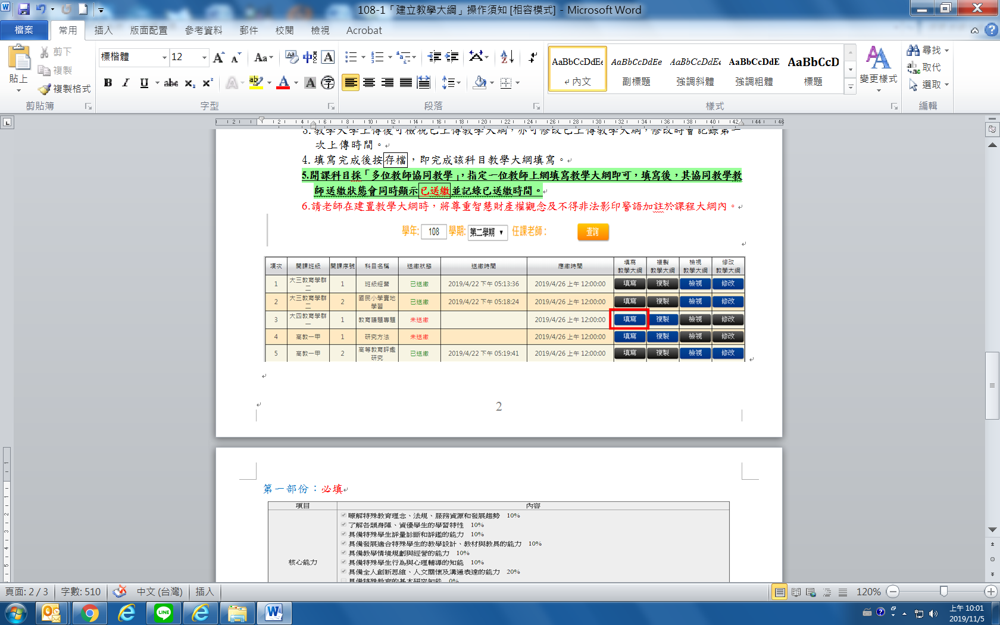 108-1「建立教學大綱」操作須知 [相容模式] - Microsoft Word
檔案 常用 插入 版面配置 參考資料 郵件 校閱 檢視 Acrobat
貼上 剪下 複製 複製格式 剪貼簿
標楷體 12 字型
段落
AaBbCcDdEe AaBbCcDdEe AaBbCcDdEe AaBbCcDdE AaBbCcD
內文 副標題 強調斜體 強調粗體 標題 變更樣式
樣式
尋找 取代 選取 編輯
3. 教學大學上傳後可檢視已上傳教學大綱，亦可修改已上傳教學大綱，修改時會記錄第一
次上傳時間。
4. 填寫完成後按存檔，即完成該科目教學大綱填寫。
5.開課科目採「多位教師協同教學」，指定一位教師上網填寫教學大綱即可，填寫後，其協同教學教
師送繳狀態會同時顯示已送繳並記錄已送繳時間。
6.請老師在建置教學大綱時，將尊重智慧財產權觀念及不得非法影印警語加註於課程大綱內。
學年: 108 學期: 第二學期 任課老師 : 查詢
項次 開課班級 開課序號 科目名稱 送繳狀態 送繳時間 應繳時間 填寫教學大綱 複製教學大綱 檢視教學大綱 修改教學大綱
1 大三教育學群二 1 班級經營 已送繳 2019/4/22 下午 05:13:36 2019/4/26 上午 12:00:00 填寫 複製 檢視 修改
2 大三教育學群二 2 國民小學實地學習 已送繳 2019/4/22 下午 05:18:24 2019/4/26 上午 12:00:00 填寫 複製 檢視 修改
3 大四教育學群一 1 教育議題專題 未送繳 2019/4/26 上午 12:00:00 填寫 複製 檢視 修改
4 高教一甲 1 研究方法 未送繳 2019/4/26 上午 12:00:00 填寫 複製 檢視 修改
5 高教一甲 2 高等教育評鑑研究 已送繳 2019/4/22 下午 05:19:41 2019/4/26 上午 12:00:00 填寫 複製 檢視 修改
2
第一部份：必填
項目 內容
核心能力
瞭解特殊教育理念、法規、服務資源和發展趨勢 10%
了解各類身障、資優學生的學習特性 10%
具備特殊學生評量診斷和評鑑的能力 10%
具備發展適合特殊學生的教學設計、教材與教具的能力 10%
具備教學情境規劃與經營的能力 10%
具備特殊學生行為與心理輔導的知能 10%
具備全人創新思維、人文關懷及溝通表達的能力 20%
具備特殊教育的基本研究知能 0%
頁面: 2 / 3 字數: 510 中文 (台灣) 插入 120%
上午 10:01
2019/11/5